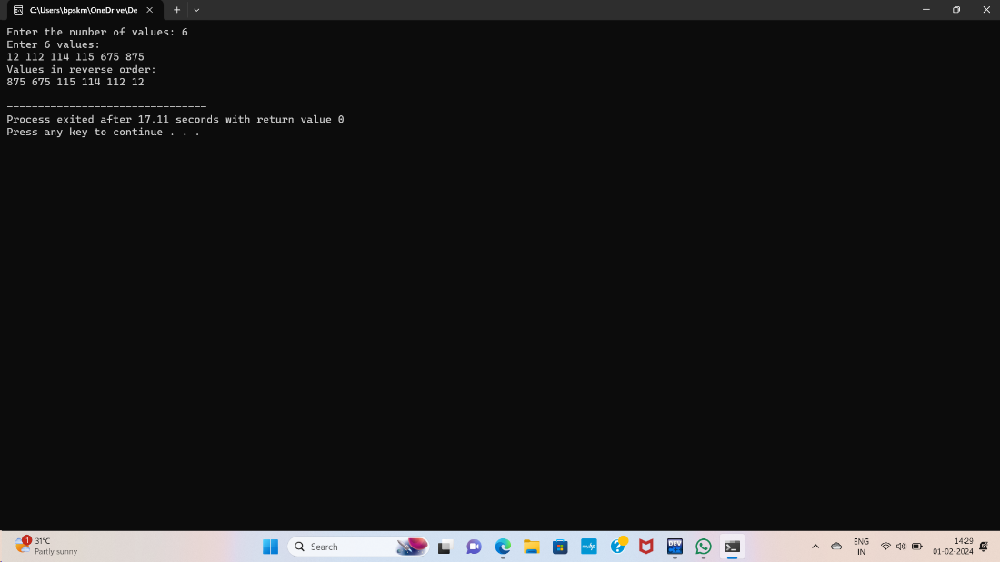 C:\Users\bpskm\OneDrive\De
Enter the number of values: 6
Enter 6 values:
12 112 114 115 675 875
Values in reverse order:
875 675 115 114 112 12
--------------------------------
Process exited after 17.11 seconds with return value 0
Press any key to continue . . .
1
31°C
Partly sunny
Search
DEV
ENG
IN
14:29
01-02-2024